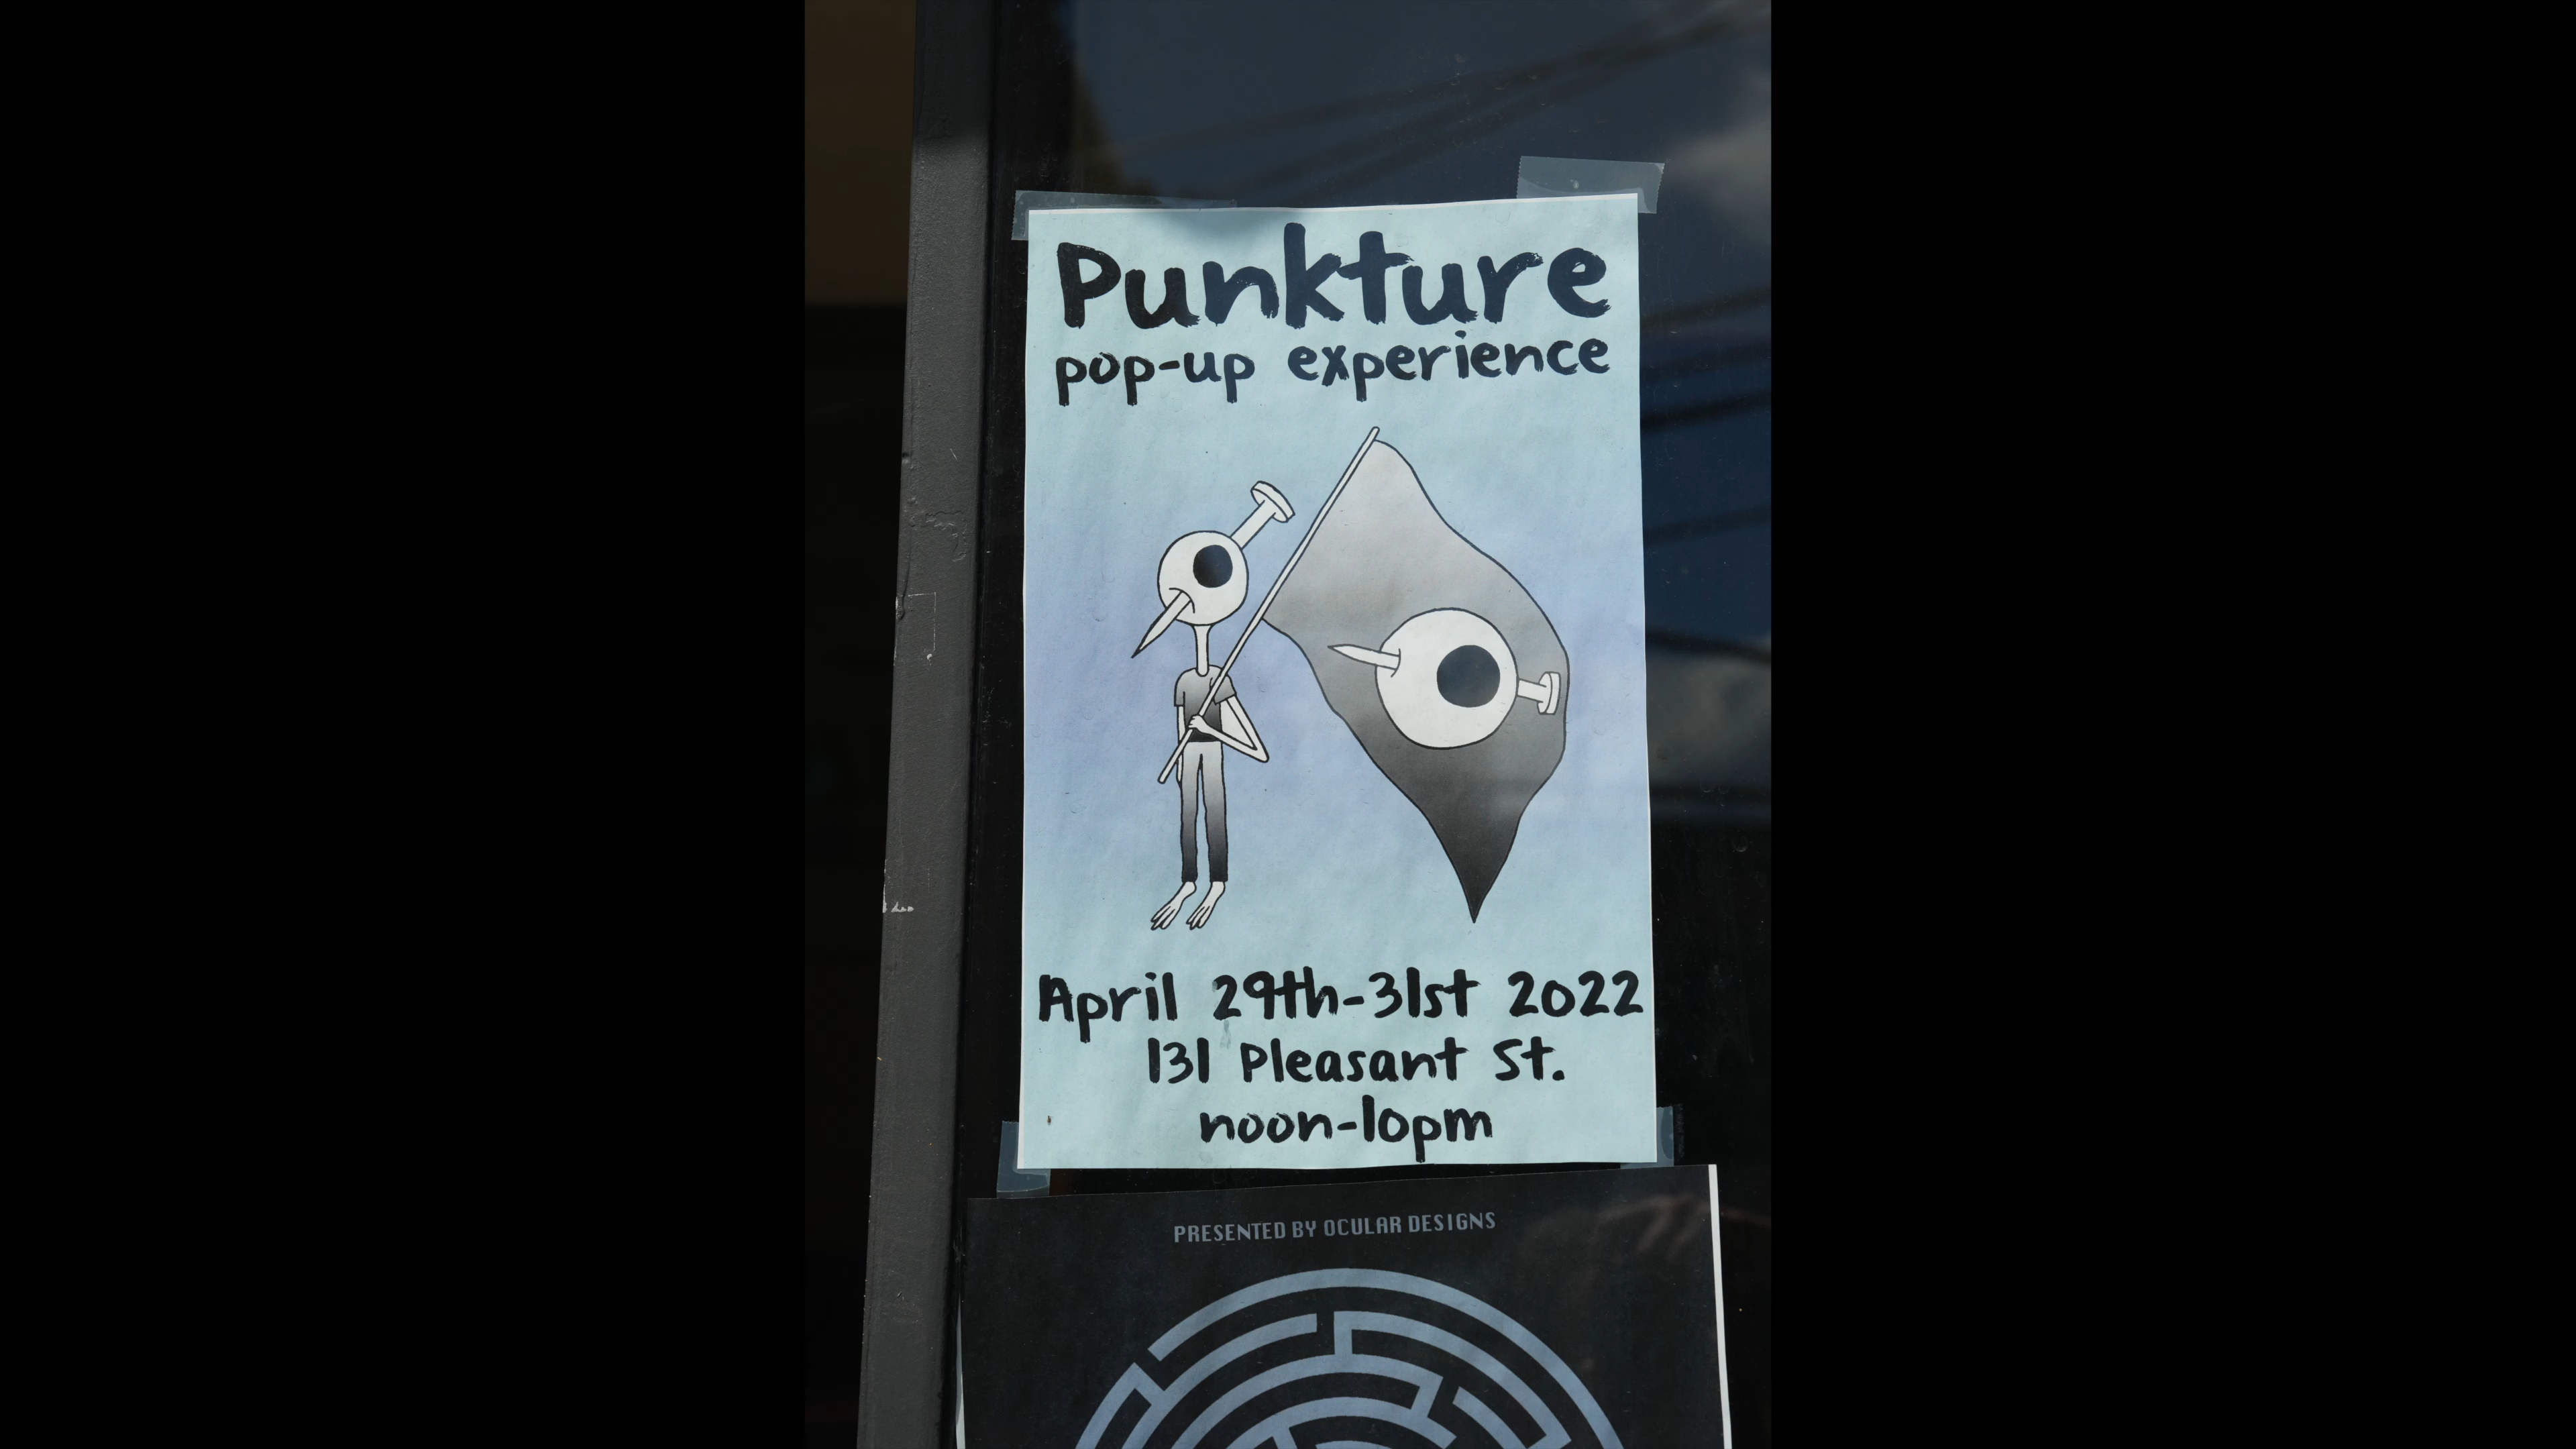 Punkture
pop-up experience
April 29th-31st 2022
131 Pleasant St.
noon-10pm
PRESENTED BY OCULAR DESIGNS